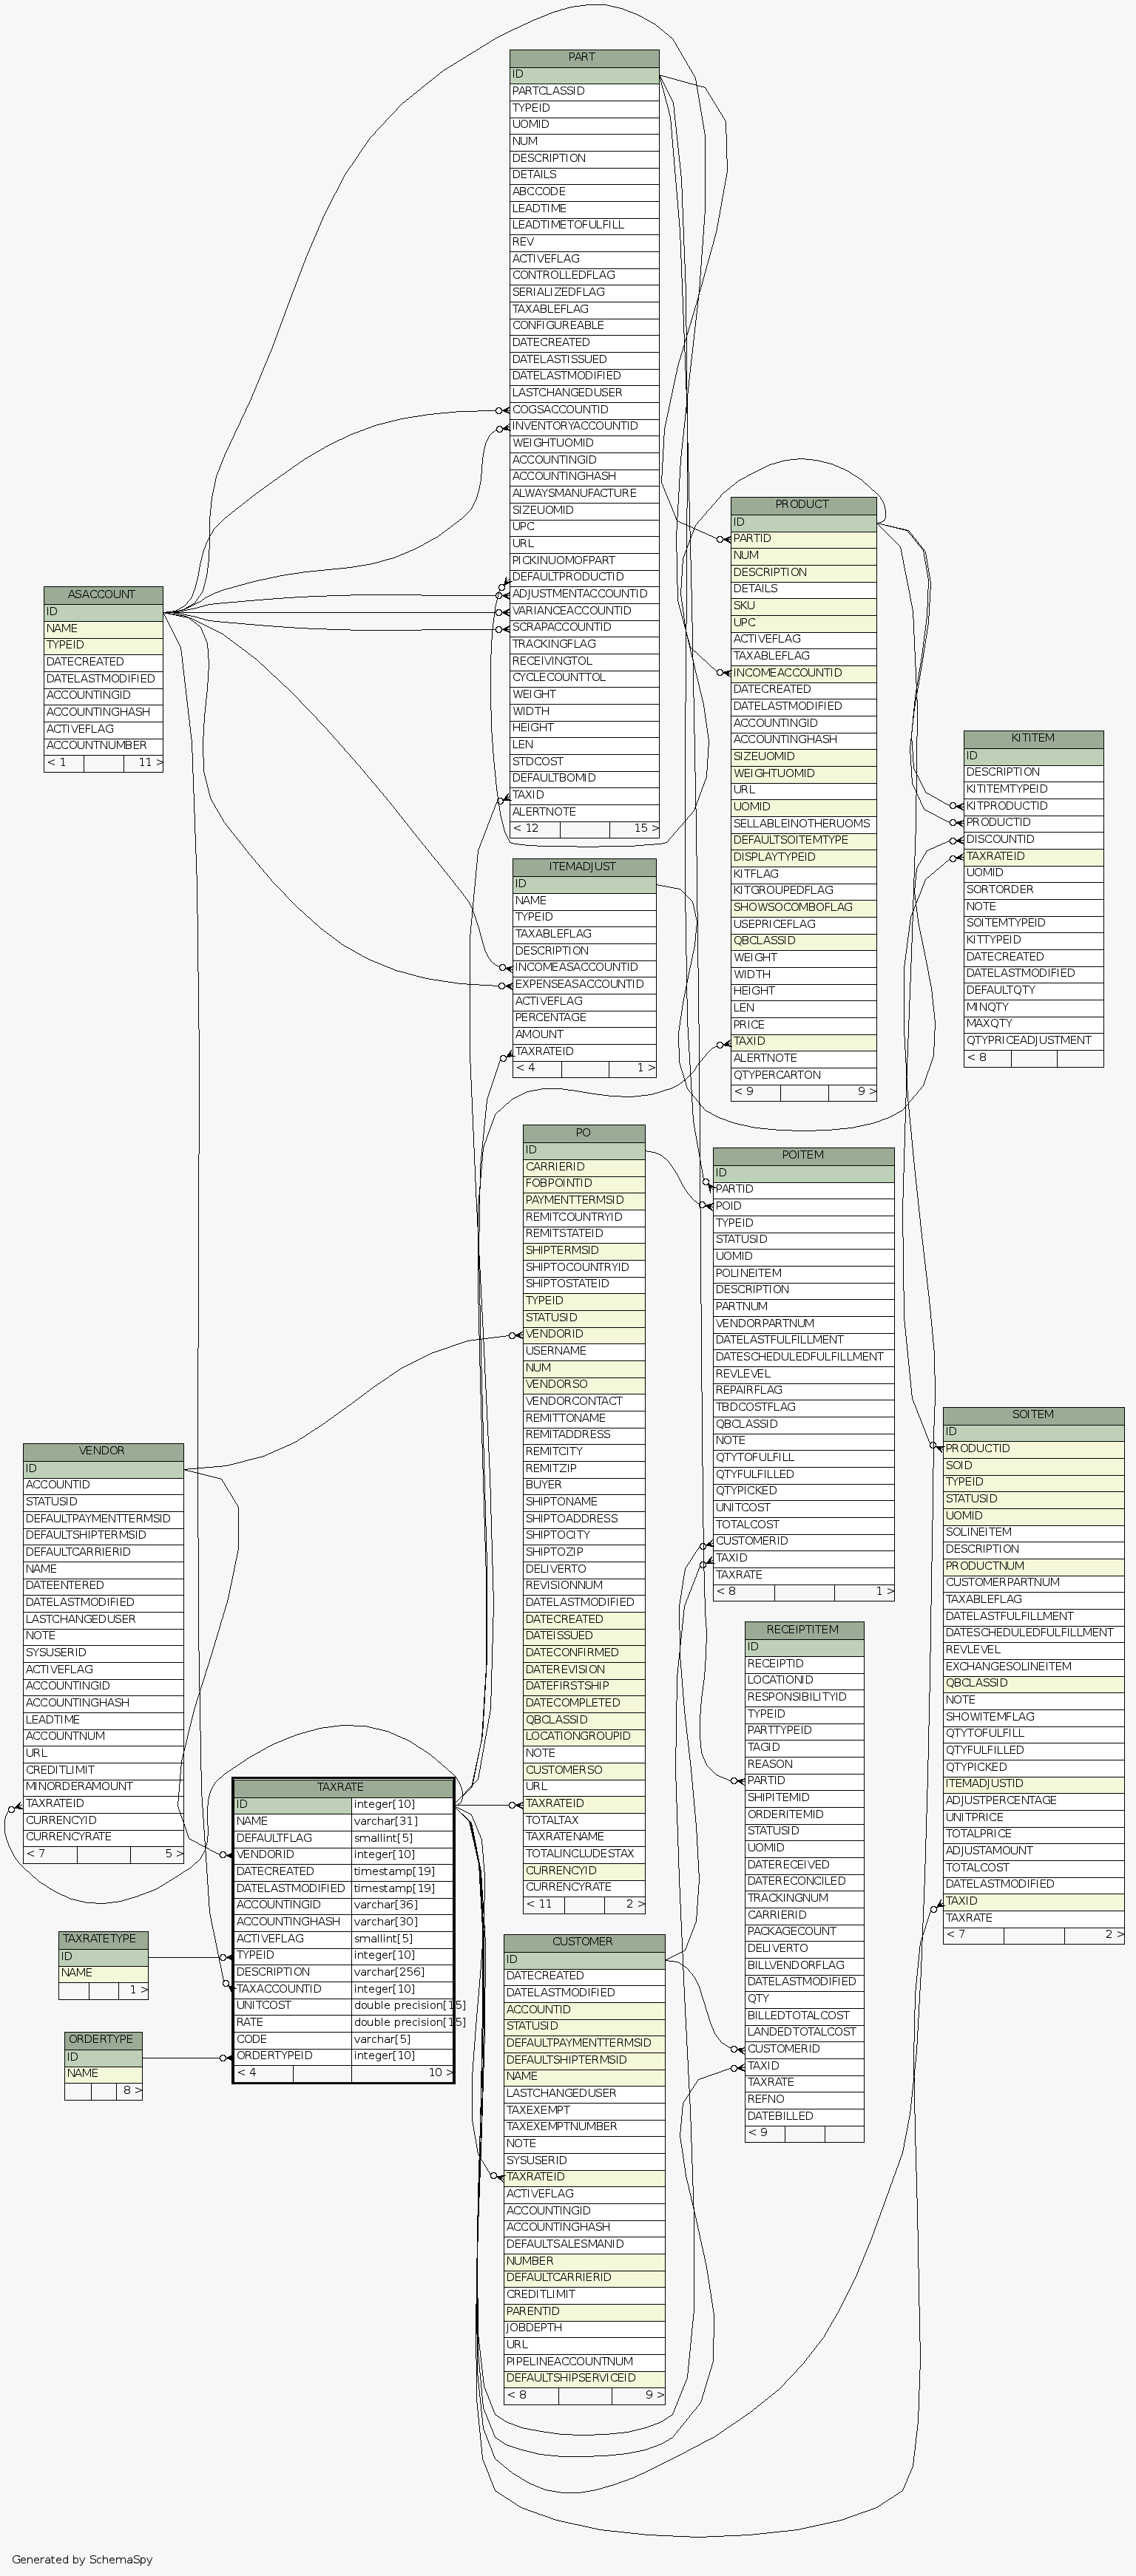 PART
ID
PARTCLASSID
TYPEID
UOMID
NUM
DESCRIPTION
DETAILS
ABCCODE
LEADTIME
LEADTIMETOFULFILL
REV
ACTIVEFLAG
CONTROLLEDFLAG
SERIALIZEDFLAG
TAXABLEFLAG
CONFIGUREABLE
DATECREATED
DATELASTISSUED
DATELASTMODIFIED
LASTCHANGEDUSER
COGSACCOUNTID
INVENTORYACCOUNTID
WEIGHTUOMID
ACCOUNTINGID
ACCOUNTINGHASH
ALWAYSMANUFACTURE
SIZEUOMID
UPC
URL
PICKINUOMOFPART
DEFAULTPRODUCTID
ADJUSTMENTACCOUNTID
VARIANCEACCOUNTID
SCRAPACCOUNTID
TRACKINGFLAG
RECEIVINGTOL
CYCLECOUNTTOL
WEIGHT
WIDTH
HEIGHT
LEN
STDCOST
DEFAULTBOMID
TAXID
ALERTNOTE
< 12 15 >
PRODUCT
ID
PARTID
NUM
DESCRIPTION
DETAILS
SKU
UPC
ACTIVEFLAG
TAXABLEFLAG
INCOMEACCOUNTID
DATECREATED
DATELASTMODIFIED
ACCOUNTINGID
ACCOUNTINGHASH
SIZEUOMID
WEIGHTUOMID
URL
UOMID
SELLABLEINOTHERUOMS
DEFAULTSOITEMTYPE
DISPLAYTYPEID
KITFLAG
KITGROUPEDFLAG
SHOWSOCOMBOFLAG
USEPRICEFLAG
QBCLASSID
WEIGHT
WIDTH
HEIGHT
LEN
PRICE
TAXID
ALERTNOTE
QTYPERCARTON
< 9 9 >
ASACCOUNT
ID
NAME
TYPEID
DATECREATED
DATELASTMODIFIED
ACCOUNTINGID
ACCOUNTINGHASH
ACTIVEFLAG
ACCOUNTNUMBER
< 1 11 >
KITITEM
ID
DESCRIPTION
KITITEMTYPEID
KITPRODUCTID
PRODUCTID
DISCOUNTID
TAXRATEID
UOMID
SORTORDER
NOTE
SOITEMTYPEID
KITTYPEID
DATECREATED
DATELASTMODIFIED
DEFAULTQTY
MINQTY
MAXQTY
QTYPRICEADJUSTMENT
< 8
ITEMADJUST
ID
NAME
TYPEID
TAXABLEFLAG
DESCRIPTION
INCOMEASACCOUNTID
EXPENSEASACCOUNTID
ACTIVEFLAG
PERCENTAGE
AMOUNT
TAXRATEID
< 4 1 >
PO
ID
CARRIERID
FOBPOINTID
PAYMENTTERMSID
REMITCOUNTRYID
REMITSTATEID
SHIPTERMSID
SHIPTOCOUNTRYID
SHIPTOSTATEID
TYPEID
STATUSID
VENDORID
USERNAME
NUM
VENDORSO
VENDORCONTACT
REMITTONAME
REMITADDRESS
REMITCITY
REMITZIP
BUYER
SHIPTONAME
SHIPTOADDRESS
SHIPTOCITY
SHIPTOZIP
DELIVERTO
REVISIONNUM
DATELASTMODIFIED
DATECREATED
DATEISSUED
DATECONFIRMED
DATEREVISION
DATEFIRSTSHIP
DATECOMPLETED
QBCLASSID
LOCATIONGROUPID
NOTE
CUSTOMERSO
URL
TAXRATEID
TOTALTAX
TAXRATENAME
TOTALINCLUDESTAX
CURRENCYID
CURRENCYRATE
< 11 2 >
POITEM
ID
PARTID
POID
TYPEID
STATUSID
UOMID
POLINEITEM
DESCRIPTION
PARTNUM
VENDORPARTNUM
DATELASTFULFILLMENT
DATESCHEDULEDFULFILLMENT
REVLEVEL
REPAIRFLAG
TBDCOSTFLAG
QBCLASSID
NOTE
QTYTOFULFILL
QTYFULFILLED
QTYPICKED
UNITCOST
TOTALCOST
CUSTOMERID
TAXID
TAXRATE
< 8 1 >
SOITEM
ID
PRODUCTID
SOID
TYPEID
STATUSID
UOMID
SOLINEITEM
DESCRIPTION
PRODUCTNUM
CUSTOMERPARTNUM
TAXABLEFLAG
DATELASTFULFILLMENT
DATESCHEDULEDFULFILLMENT
REVLEVEL
EXCHANGESOLINEITEM
QBCLASSID
NOTE
SHOWITEMFLAG
QTYTOFULFILL
QTYFULFILLED
QTYPICKED
ITEMADJUSTID
ADJUSTPERCENTAGE
UNITPRICE
TOTALPRICE
ADJUSTAMOUNT
TOTALCOST
DATELASTMODIFIED
TAXID
TAXRATE
< 7 2 >
VENDOR
ID
ACCOUNTID
STATUSID
DEFAULTPAYMENTTERMSID
DEFAULTSHIPTERMSID
DEFAULTCARRIERID
NAME
DATEENTERED
DATELASTMODIFIED
LASTCHANGEDUSER
NOTE
SYSUSERID
ACTIVEFLAG
ACCOUNTINGID
ACCOUNTINGHASH
LEADTIME
ACCOUNTNUM
URL
CREDITLIMIT
MINORDERAMOUNT
TAXRATEID
CURRENCYID
CURRENCYRATE
< 7 5 >
RECEIPTITEM
ID
RECEIPTID
LOCATIONID
RESPONSIBILITYID
TYPEID
PARTTYPEID
TAGID
REASON
PARTID
SHIPITEMID
ORDERITEMID
STATUSID
UOMID
DATERECEIVED
DATERECONCILED
TRACKINGNUM
CARRIERID
PACKAGECOUNT
DELIVERTO
BILLVENDORFLAG
DATELASTMODIFIED
QTY
BILLEDTOTALCOST
LANDEDTOTALCOST
CUSTOMERID
TAXID
TAXRATE
REFNO
DATEBILLED
< 9
TAXRATE
ID integer[10]
NAME varchar[31]
DEFAULTFLAG smallint[5]
VENDORID integer[10]
DATECREATED timestamp[19]
DATELASTMODIFIED timestamp[19]
ACCOUNTINGID varchar[36]
ACCOUNTINGHASH varchar[30]
ACTIVEFLAG smallint[5]
TYPEID integer[10]
DESCRIPTION varchar[256]
TAXACCOUNTID integer[10]
UNITCOST double precision[15]
RATE double precision[15]
CODE varchar[5]
ORDERTYPEID integer[10]
< 4 10 >
TAXRATETYPE
ID
NAME
1 >
ORDERTYPE
ID
NAME
8 >
CUSTOMER
ID
DATECREATED
DATELASTMODIFIED
ACCOUNTID
STATUSID
DEFAULTPAYMENTTERMSID
DEFAULTSHIPTERMSID
NAME
LASTCHANGEDUSER
TAXEXEMPT
TAXEXEMPTNUMBER
NOTE
SYSUSERID
TAXRATEID
ACTIVEFLAG
ACCOUNTINGID
ACCOUNTINGHASH
DEFAULTSALESMANID
NUMBER
DEFAULTCARRIERID
CREDITLIMIT
PARENTID
JOBDEPTH
URL
PIPELINEACCOUNTNUM
DEFAULTSHIPSERVICEID
< 8 9 >
Generated by SchemaSpy